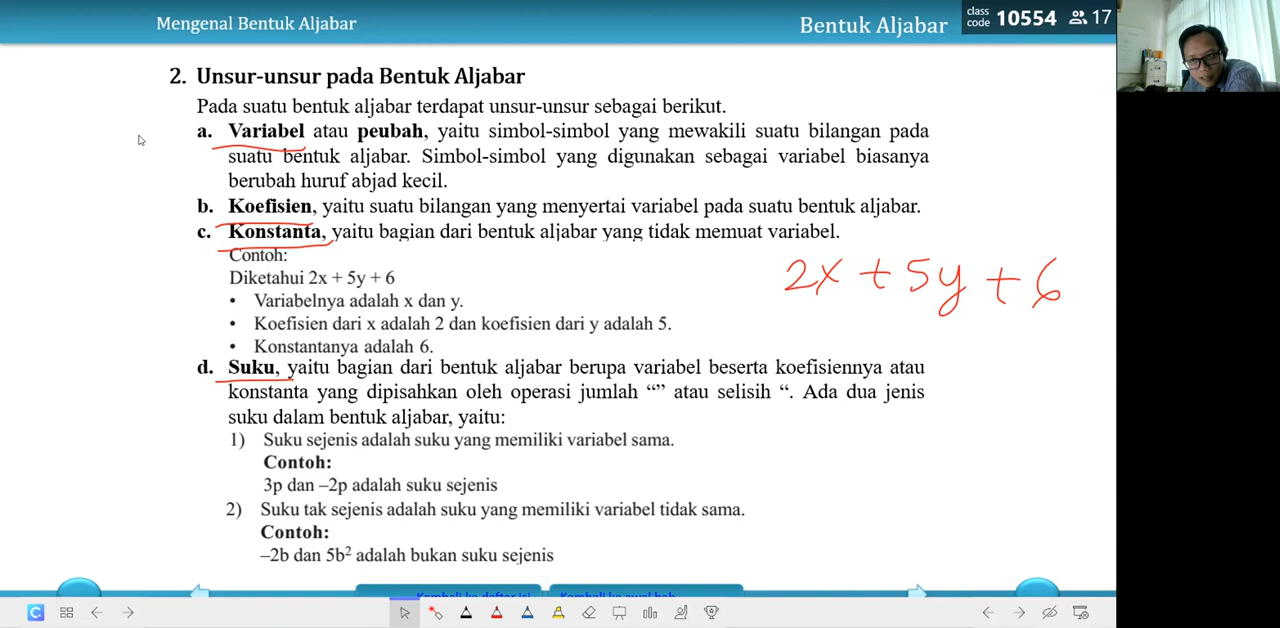 Mengenal Bentuk Aljabar
Bentuk Aljabar
class code 10554 17
2. Unsur-unsur pada Bentuk Aljabar
Pada suatu bentuk aljabar terdapat unsur-unsur sebagai berikut.
a. Variabel atau peubah, yaitu simbol-simbol yang mewakili suatu bilangan pada
suatu bentuk aljabar. Simbol-simbol yang digunakan sebagai variabel biasanya
berubah huruf abjad kecil.
b. Koefisien, yaitu suatu bilangan yang menyertai variabel pada suatu bentuk aljabar.
c. Konstanta, yaitu bagian dari bentuk aljabar yang tidak memuat variabel.
Contoh:
Diketahui 2x + 5y + 6
2x + 5y + 6
• Variabelnya adalah x dan y.
• Koefisien dari x adalah 2 dan koefisien dari y adalah 5.
• Konstantanya adalah 6.
d. Suku, yaitu bagian dari bentuk aljabar berupa variabel beserta koefisiennya atau
konstanta yang dipisahkan oleh operasi jumlah “” atau selisih “. Ada dua jenis
suku dalam bentuk aljabar, yaitu:
1) Suku sejenis adalah suku yang memiliki variabel sama.
Contoh:
3p dan –2p adalah suku sejenis
2) Suku tak sejenis adalah suku yang memiliki variabel tidak sama.
Contoh:
–2b dan 5b² adalah bukan suku sejenis
Kembali ke daftar isi
Kembali ke awal bab